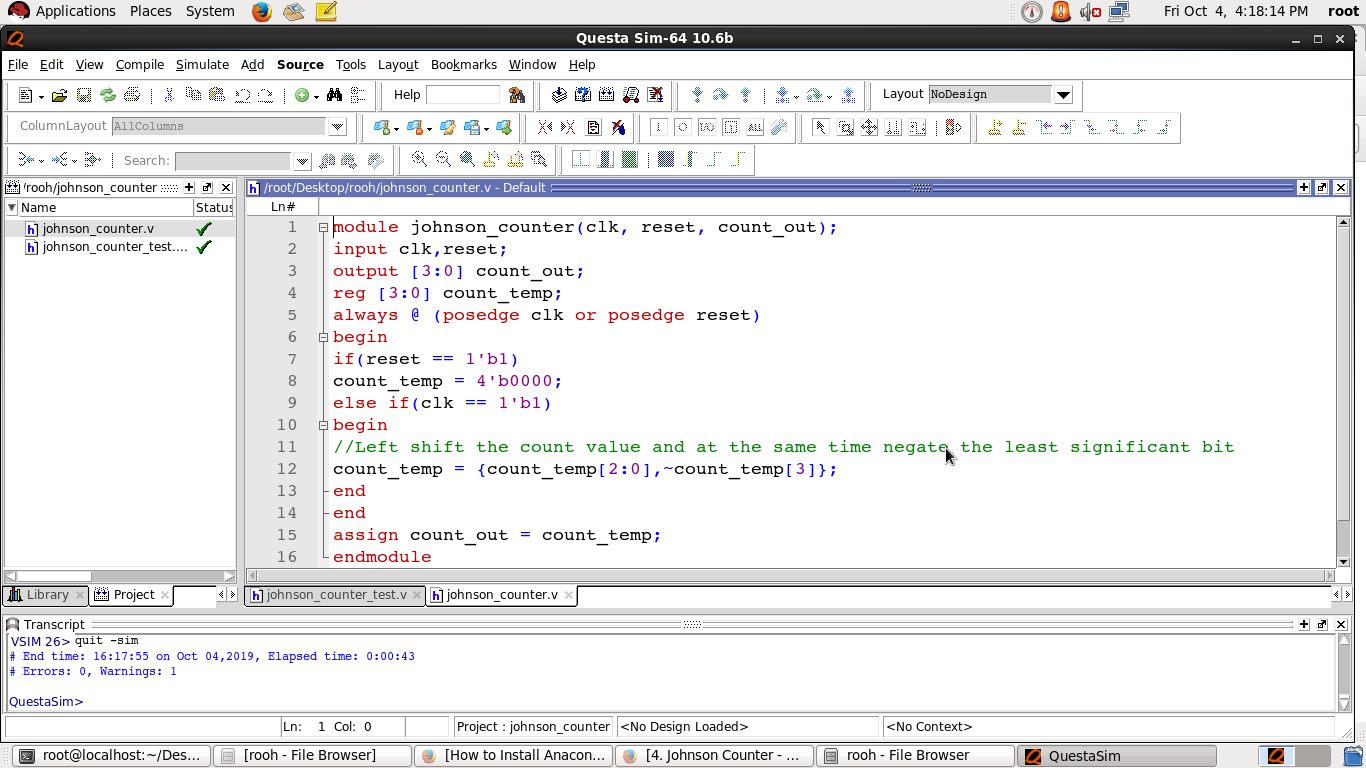 Applications Places System Fri Oct 4, 4:18:14 PM root
Questa Sim-64 10.6b
File Edit View Compile Simulate Add Source Tools Layout Bookmarks Window Help
Help Layout NoDesign
ColumnLayout AllColumns
Search:
/rooh/johnson_counter
/root/Desktop/rooh/johnson_counter.v - Default
Name Status
Ln#
johnson_counter.v
johnson_counter_test....
1 module johnson_counter(clk, reset, count_out);
2 input clk,reset;
3 output [3:0] count_out;
4 reg [3:0] count_temp;
5 always @ (posedge clk or posedge reset)
6 begin
7 if(reset == 1'b1)
8 count_temp = 4'b0000;
9 else if(clk == 1'b1)
10 begin
11 //Left shift the count value and at the same time negate the least significant bit
12 count_temp = {count_temp[2:0],~count_temp[3]};
13 end
14 end
15 assign count_out = count_temp;
16 endmodule
Library Project johnson_counter_test.v johnson_counter.v
Transcript
VSIM 26> quit -sim
# End time: 16:17:55 on Oct 04,2019, Elapsed time: 0:00:43
# Errors: 0, Warnings: 1
QuestaSim>
Ln: 1 Col: 0 Project : johnson_counter <No Design Loaded> <No Context>
root@localhost:~/Des... [rooh - File Browser] [How to Install Anacon... [4. Johnson Counter - ... rooh - File Browser QuestaSim